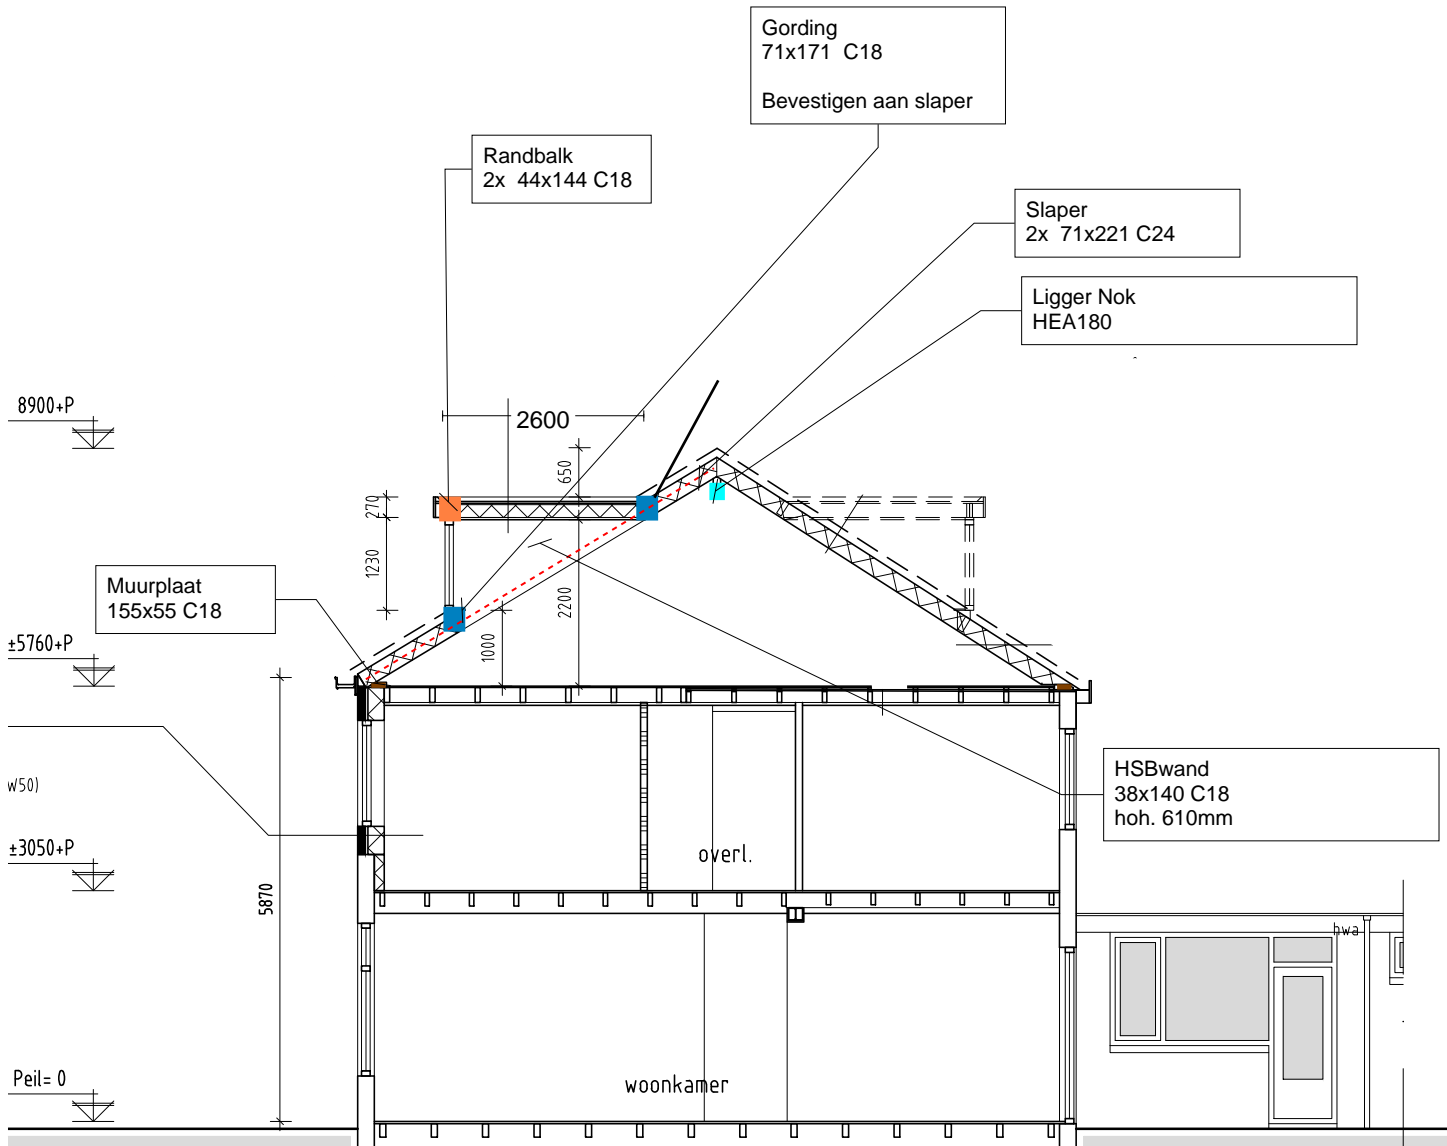 Gording
71x171 C18
Bevestigen aan slaper
Randbalk
2x 44x144 C18
Slaper
2x 71x221 C24
Ligger Nok
HEA180
8900+P
2600
650
270
1230
2200
1000
Muurplaat
155x55 C18
±5760+P
HSBwand
38x140 C18
hoh. 610mm
W50)
±3050+P
overl.
5870
hwa
woonkamer
Peil= 0